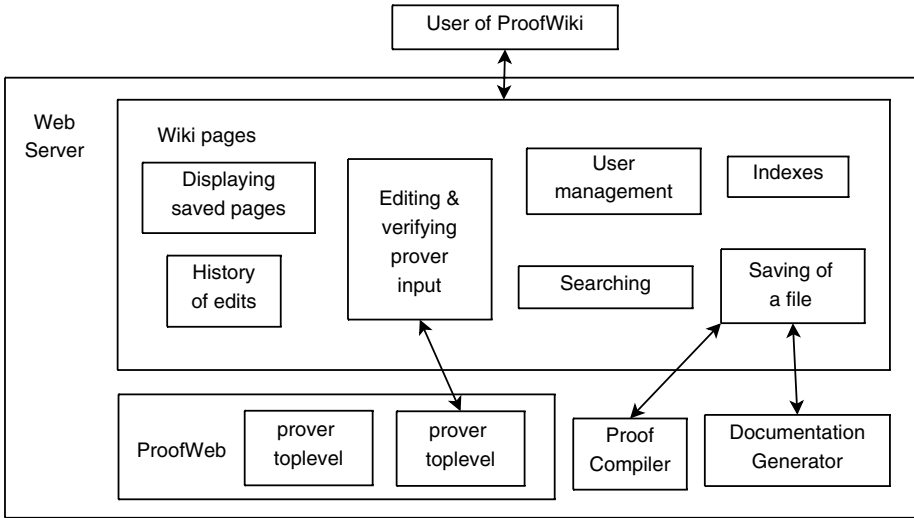 User of ProofWiki
Web
Server
Wiki pages
Displaying
saved pages
History
of edits
Editing &
verifying
prover
input
User
management
Indexes
Searching
Saving of
a file
ProofWeb
prover
toplevel
prover
toplevel
Proof
Compiler
Documentation
Generator